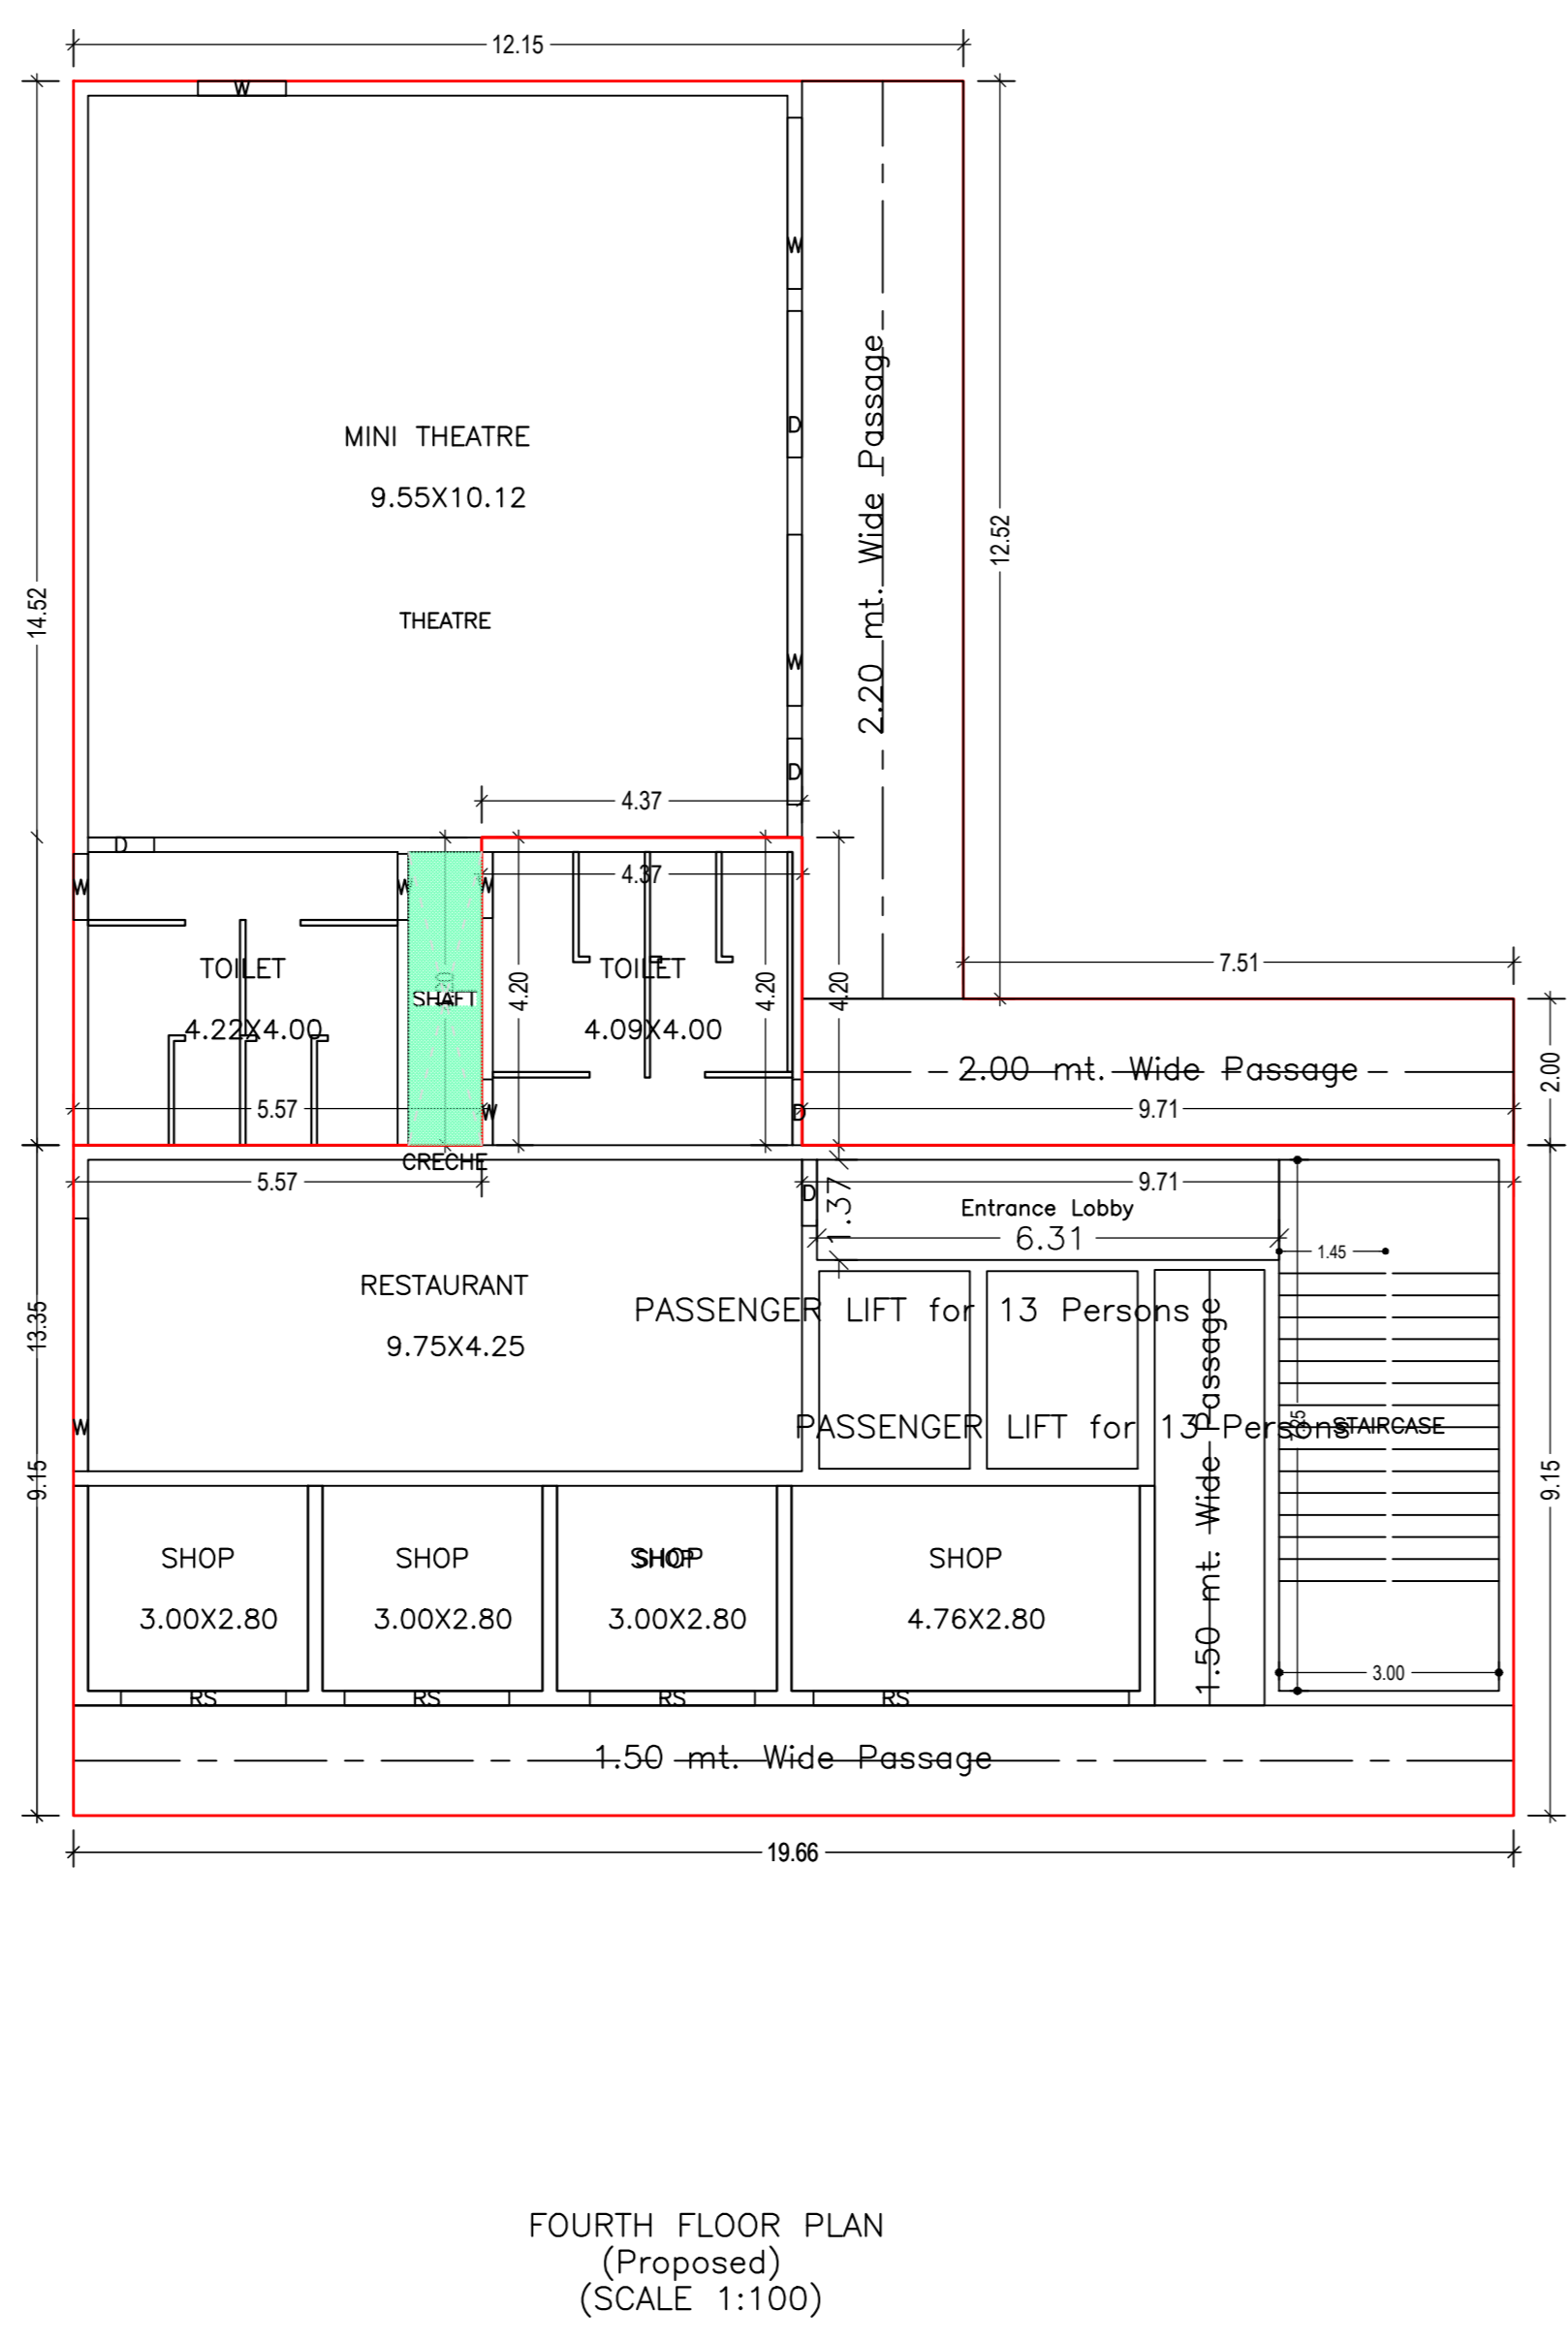 12.15
W
W
2.20 mt. Wide Passage
D
MINI THEATRE
9.55X10.12
12.52
14.52
THEATRE
W
D
4.37
D
4.37
W
W
W
7.51
TOILET
SHAFT
4.20
TOILET
4.20
4.20
4.20
4.22X4.00
4.09X4.00
2.00 mt. Wide Passage
2.00
5.57
W
D
9.71
CRECHE
5.57
D
1.37
9.71
Entrance Lobby
6.31
1.45
RESTAURANT
PASSENGER LIFT for 13 Persons
13.35
9.75X4.25
W
PASSENGER LIFT for 13 Persons
STAIRCASE
9.15
1.50 mt. Wide Passage
9.15
SHOP
SHOP
SHOP
SHOP
SHOP
3.00X2.80
3.00X2.80
3.00X2.80
4.76X2.80
3.00
RS
RS
RS
RS
1.50 mt. Wide Passage
19.66
FOURTH FLOOR PLAN
(Proposed)
(SCALE 1:100)